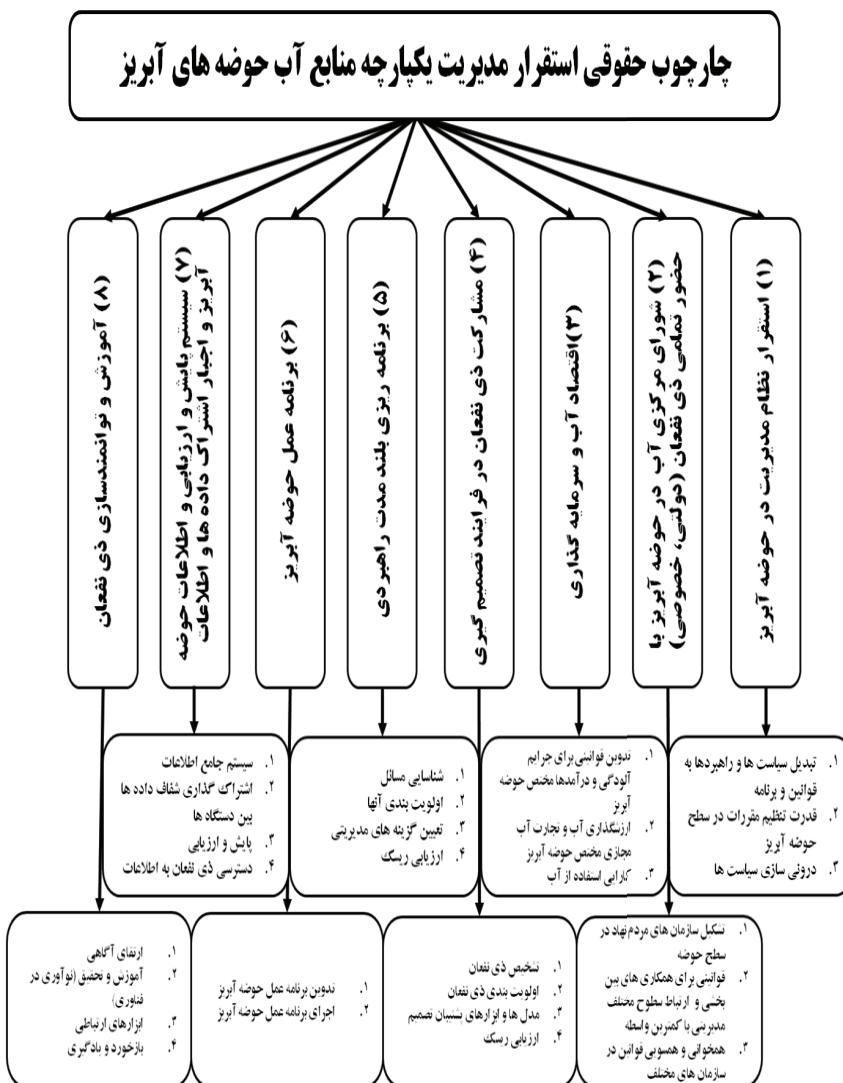 چارچوب حقوقی استقرار مدیریت یکپارچه منابع آب حوضه های آبریز
(۱) استقرار نظام مدیریت در حوضه آبریز
(۲) شورای مرکزی آب در حوضه آبریز با
حضور تمامی ذی نفعان (دولتی، خصوصی)
(۳)اقتصاد آب و سرمایه گذاری
(۴) مشارکت ذی نفعان در فرایند تصمیم گیری
(۵) برنامه ریزی بلند مدت راهبردی
(۶) برنامه عمل حوضه آبریز
(۷) سیستم پایش و ارزیابی و اطلاعات حوضه
آبریز و اجبار اشتراک داده ها و اطلاعات
(۸) آموزش و توانمندسازی ذی نفعان
۱. تبدیل سیاست ها و راهبردها به
قوانین و برنامه
۲. قدرت تنظیم مقررات در سطح
حوضه آبریز
۳. درونی سازی سیاست ها
۱. تدوین قوانینی برای جرایم
آلودگی و درآمدها مختص حوضه
آبریز
۲. ارزشگذاری آب و تجارت آب
مجازی مختص حوضه آبریز
۳. کارایی استفاده از آب
۱. شناسایی مسائل
۲. اولویت بندی آنها
۳. تعیین گزینه های مدیریتی
۴. ارزیابی ریسک
۱. سیستم جامع اطلاعات
۲. اشتراک گذاری شفاف داده ها
بین دستگاه ها
۳. پایش و ارزیابی
۴. دسترسی ذی نفعان به اطلاعات
۱. تشکیل سازمان های مردم نهاد در
سطح حوضه
۲. قوانینی برای همکاری های بین
بخشی و ارتباط سطوح مختلف
مدیریتی با کمترین واسطه
۳. همخوانی و همسویی قوانین در
سازمان های مختلف
۱. تشخیص ذی نفعان
۲. اولویت بندی ذی نفعان
۳. مدل ها و ابزارهای پشتیبان تصمیم
۴. ارزیابی ریسک
۱. تدوین برنامه عمل حوضه آبریز
۲. اجرای برنامه عمل حوضه آبریز
۱. ارتقای آگاهی
۲. آموزش و تحقیق (نوآوری در
فناوری)
۳. ابزارهای ارتباطی
۴. بازخورد و یادگیری